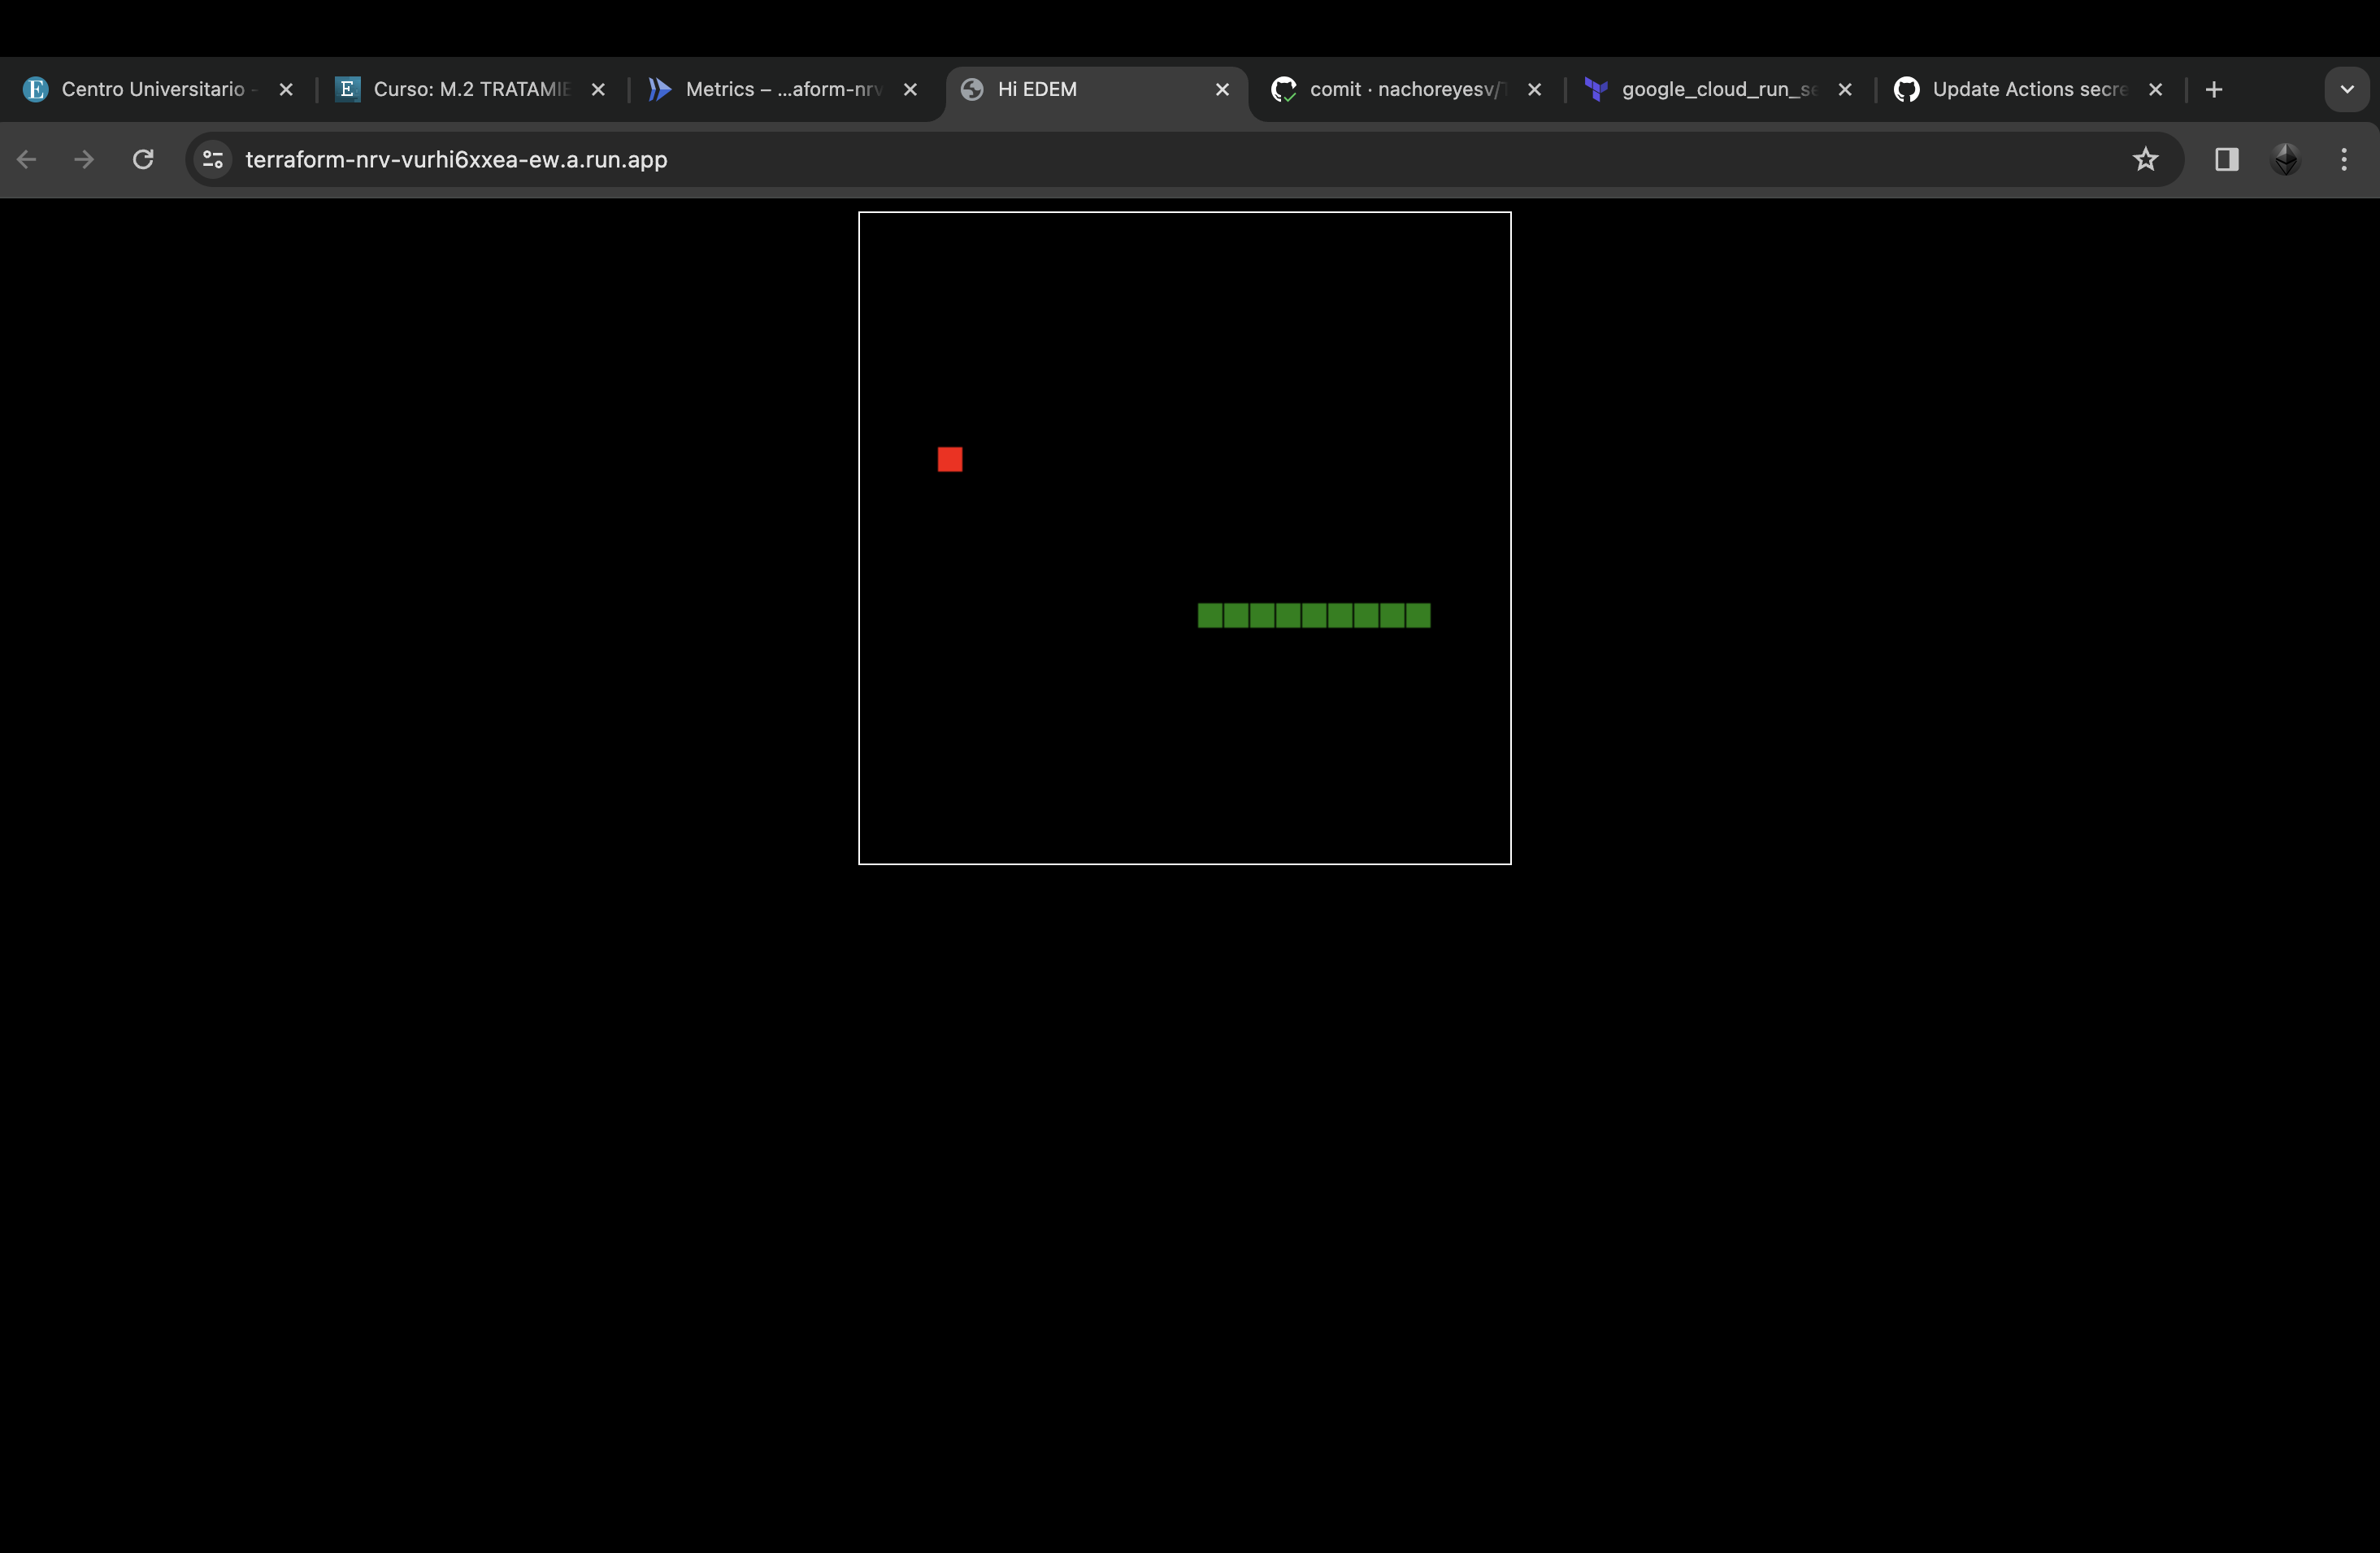 Centro Universitario -
Curso: M.2 TRATAMIE
Metrics – ...aform-nrv
Hi EDEM
comit · nachoreyesv/T
google_cloud_run_se
Update Actions secre
terraform-nrv-vurhi6xxea-ew.a.run.app